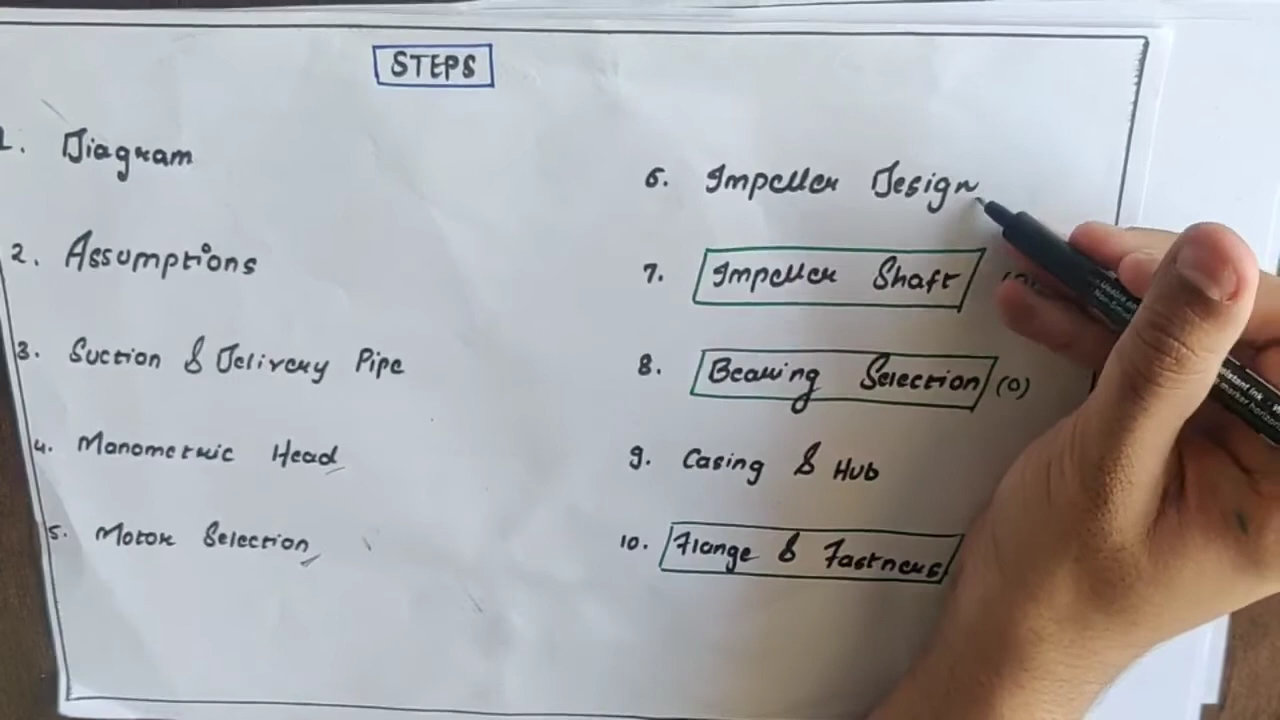 STEPS
1. Diagram
2. Assumptions
3. Suction & Delivery Pipe
4. Manometric Head
5. Motor Selection
6. Impeller Design
7. Impeller Shaft
8. Bearing Selection (0)
9. Casing & Hub
10. Flange & Fastners